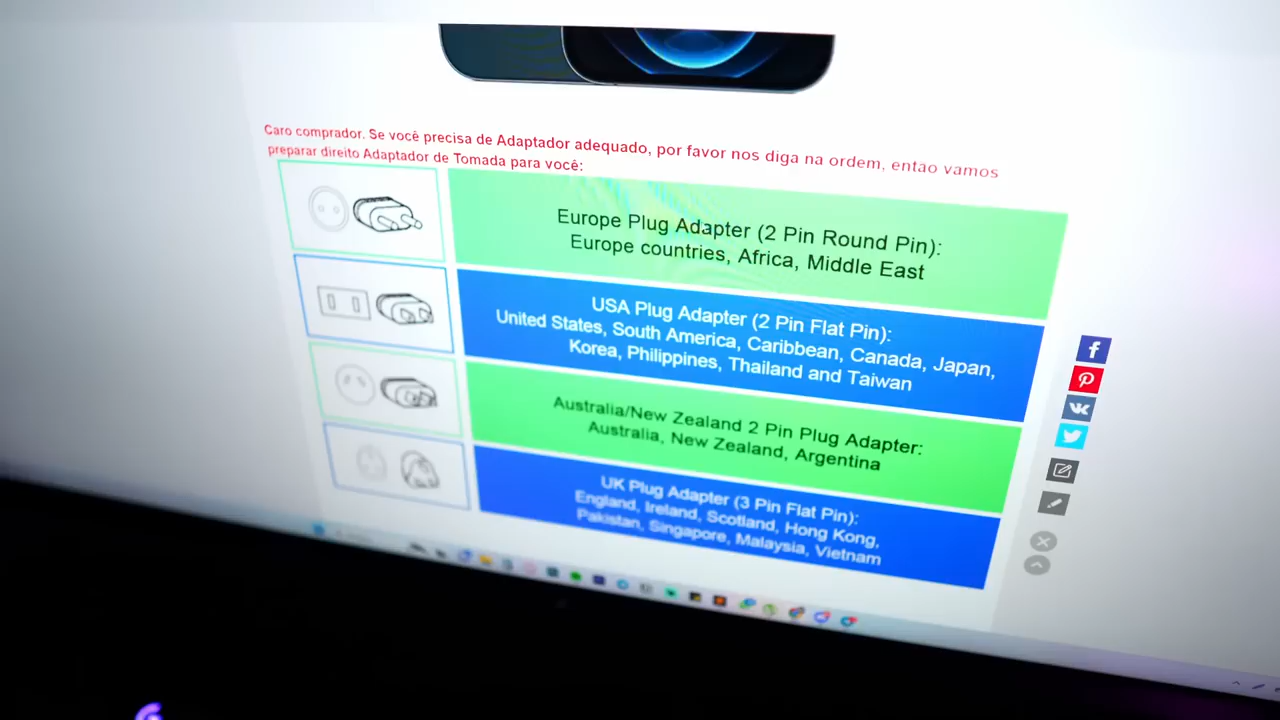 Caro comprador. Se você precisa de Adaptador adequado, por favor nos diga na ordem, entao vamos
preparar direito Adaptador de Tomada para você:
Europe Plug Adapter (2 Pin Round Pin):
Europe countries, Africa, Middle East
USA Plug Adapter (2 Pin Flat Pin):
United States, South America, Caribbean, Canada, Japan,
Korea, Philippines, Thailand and Taiwan
Australia/New Zealand 2 Pin Plug Adapter:
Australia, New Zealand, Argentina
UK Plug Adapter (3 Pin Flat Pin):
England, Ireland, Scotland, Hong Kong,
Pakistan, Singapore, Malaysia, Vietnam